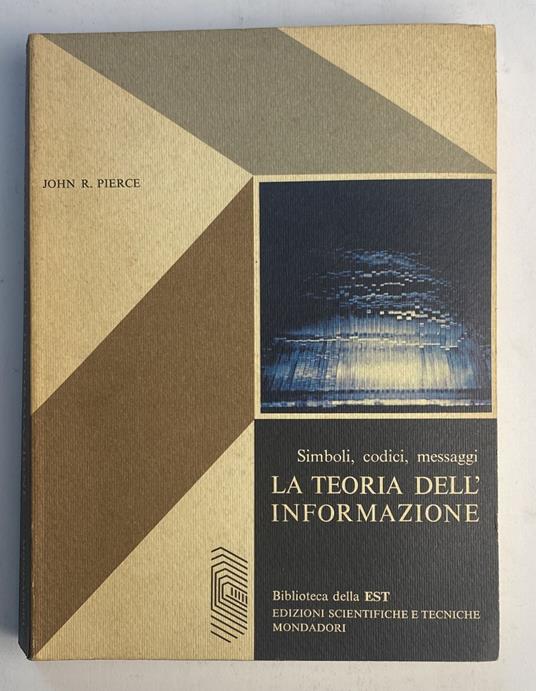 JOHN R. PIERCE
Simboli, codici, messaggi
LA TEORIA DELL'
INFORMAZIONE
Biblioteca della EST
EDIZIONI SCIENTIFICHE E TECNICHE
MONDADORI